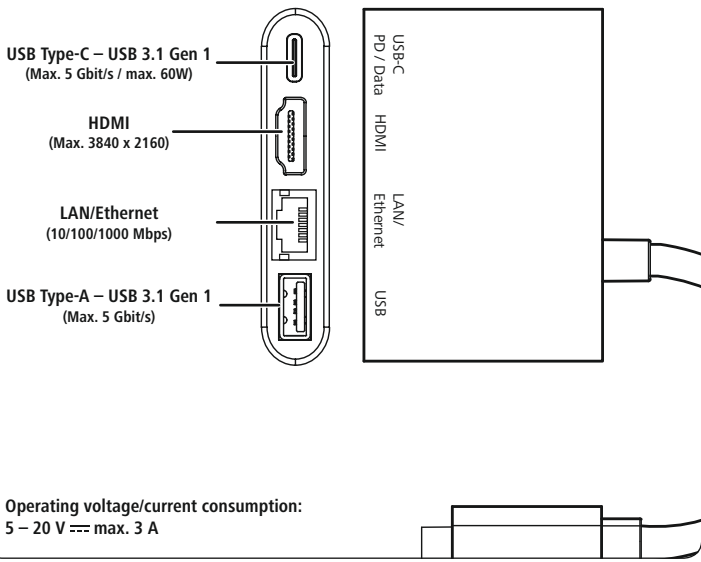 USB Type-C – USB 3.1 Gen 1
(Max. 5 Gbit/s / max. 60W)
HDMI
(Max. 3840 x 2160)
LAN/Ethernet
(10/100/1000 Mbps)
USB Type-A – USB 3.1 Gen 1
(Max. 5 Gbit/s)
USB-C
PD / Data
HDMI
LAN/
Ethernet
USB
Operating voltage/current consumption:
5 – 20 V ⎓ max. 3 A